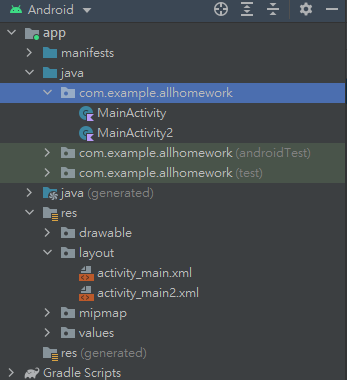 Android
app
manifests
java
com.example.allhomework
MainActivity
MainActivity2
com.example.allhomework (androidTest)
com.example.allhomework (test)
java (generated)
res
drawable
layout
activity_main.xml
activity_main2.xml
mipmap
values
res (generated)
Gradle Scripts